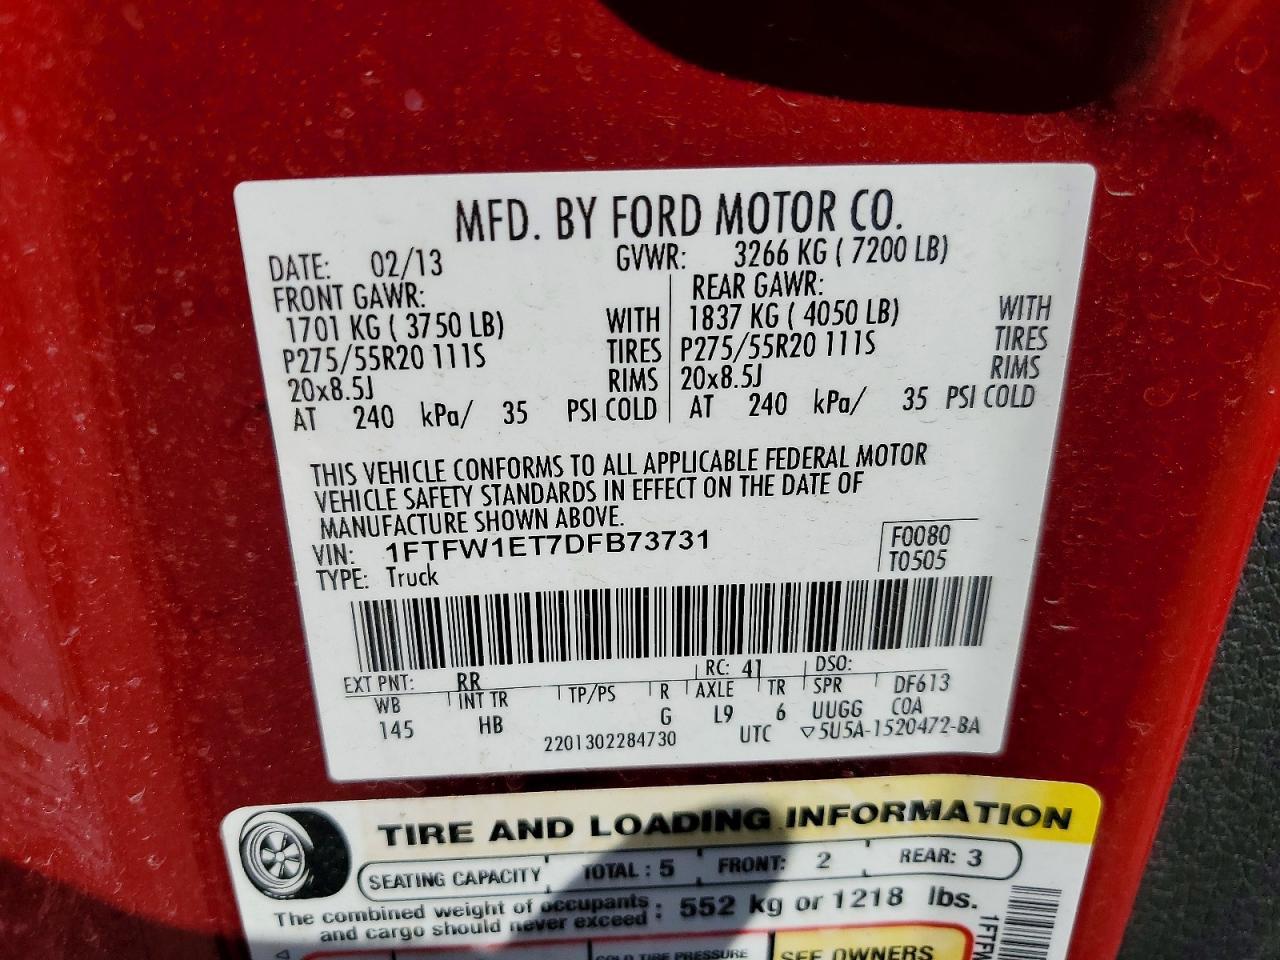 MFD. BY FORD MOTOR CO.
DATE: 02/13 GVWR: 3266 KG ( 7200 LB)
FRONT GAWR: REAR GAWR:
1701 KG ( 3750 LB) WITH 1837 KG ( 4050 LB) WITH
P275/55R20 111S TIRES P275/55R20 111S TIRES
20x8.5J RIMS 20x8.5J RIMS
AT 240 kPa/ 35 PSI COLD AT 240 kPa/ 35 PSI COLD
THIS VEHICLE CONFORMS TO ALL APPLICABLE FEDERAL MOTOR
VEHICLE SAFETY STANDARDS IN EFFECT ON THE DATE OF
MANUFACTURE SHOWN ABOVE.
VIN: 1FTFW1ET7DFB73731 F0080
TYPE: Truck T0505
EXT PNT: RR RC: 41 DSO:
WB INT TR TP/PS R AXLE TR SPR DF613
145 HB G L9 6 UUGG COA
2201302284730 UTC ▽5U5A-1520472-BA
TIRE AND LOADING INFORMATION
SEATING CAPACITY TOTAL : 5 FRONT: 2 REAR: 3
The combined weight of occupants : 552 kg or 1218 lbs.
and cargo should never exceed
COLD TIRE PRESSURE SEE OWNERS